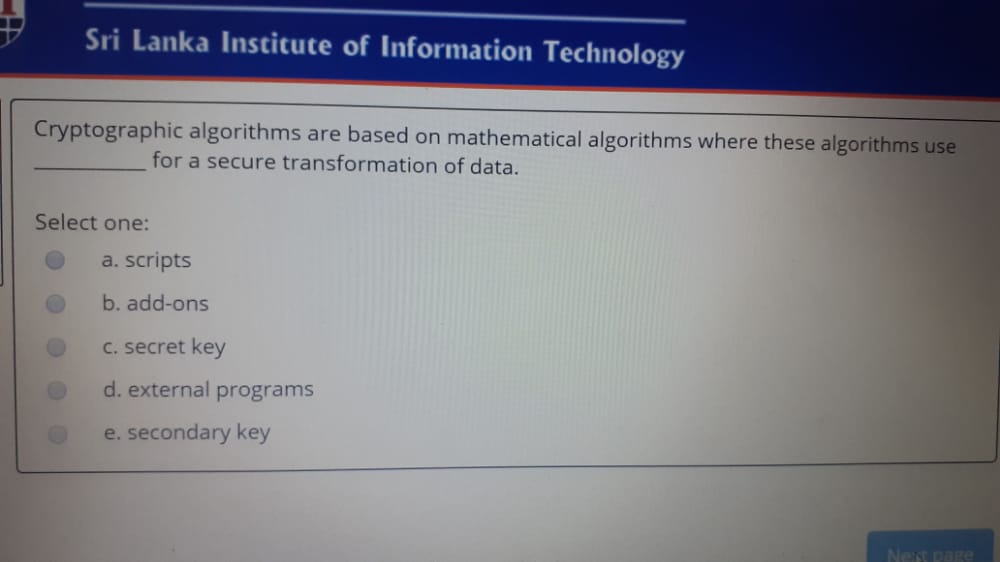 Sri Lanka Institute of Information Technology
Cryptographic algorithms are based on mathematical algorithms where these algorithms use
__________ for a secure transformation of data.
Select one:
a. scripts
b. add-ons
c. secret key
d. external programs
e. secondary key
Next page